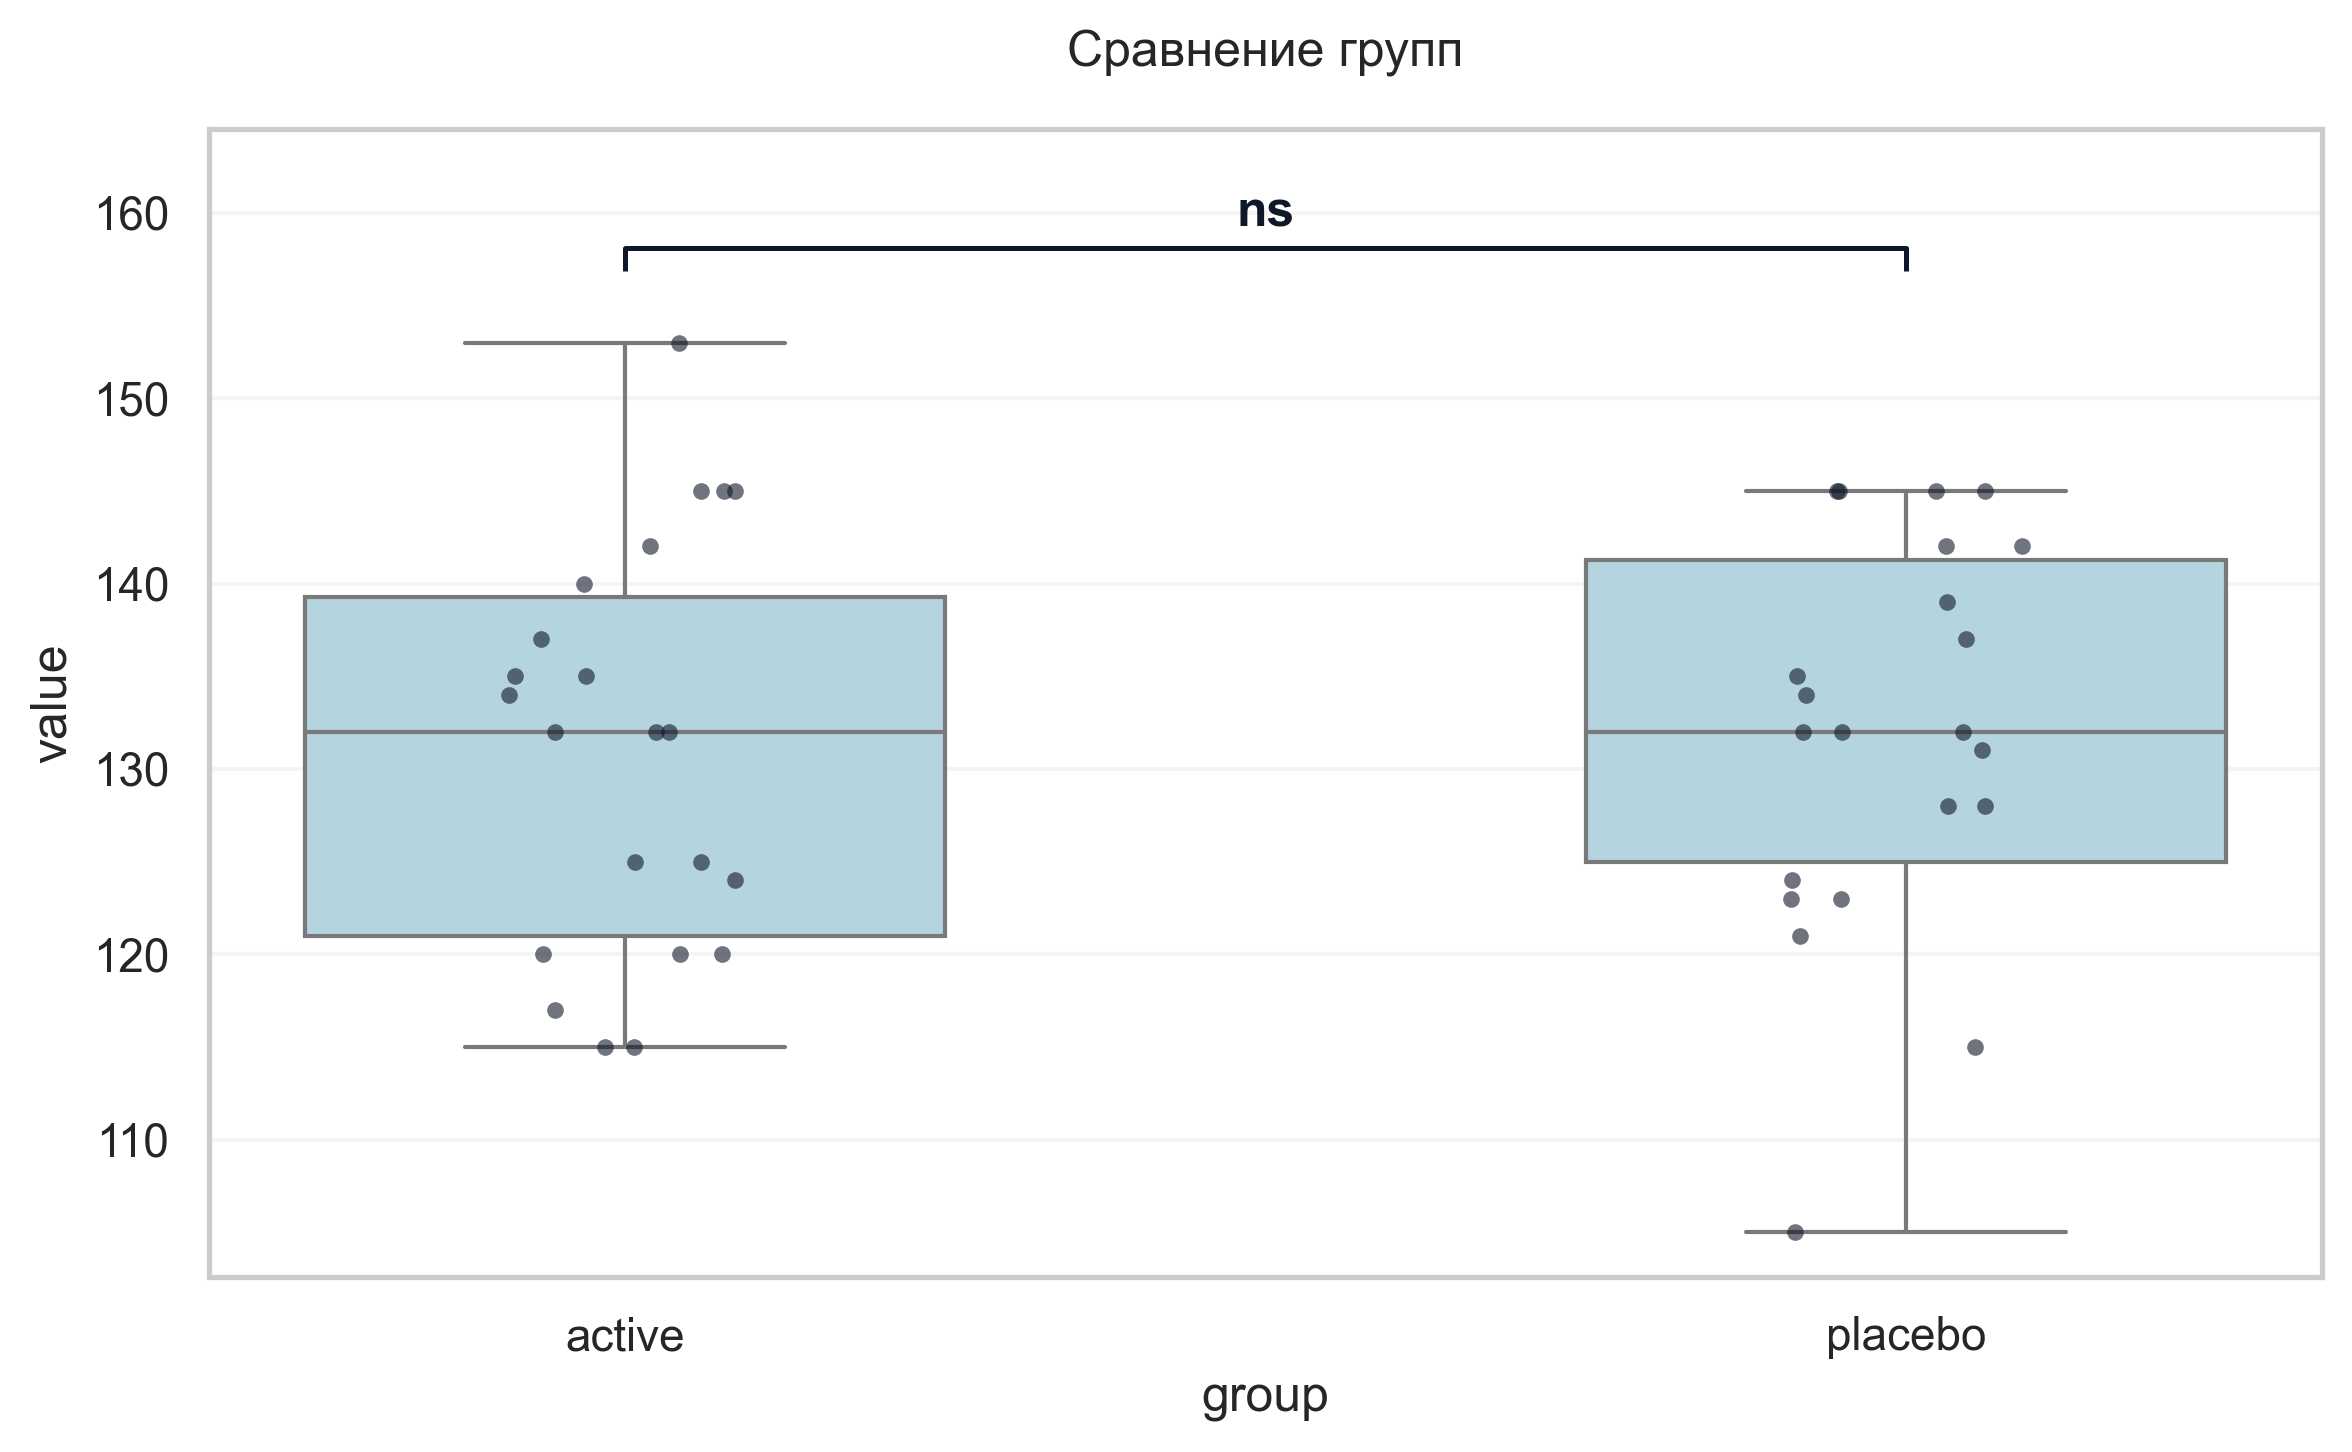 Сравнение групп
ns
160
150
140
130
120
110
value
active
placebo
group